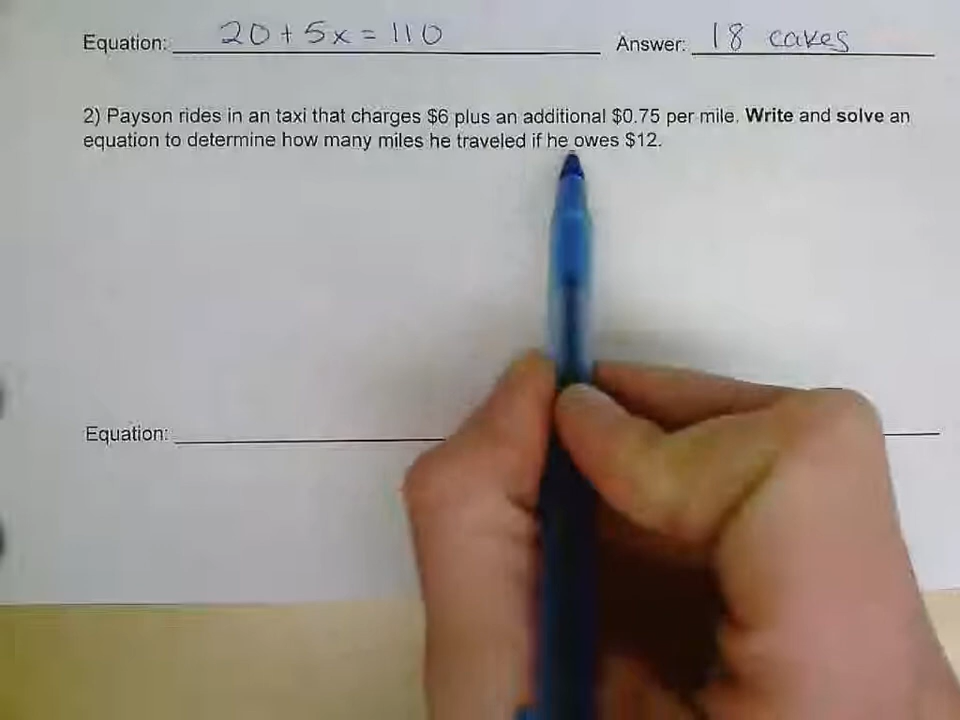 Equation: 20 + 5x = 110 Answer: 18 cakes
2) Payson rides in an taxi that charges $6 plus an additional $0.75 per mile. Write and solve an
equation to determine how many miles he traveled if he owes $12.
Equation: